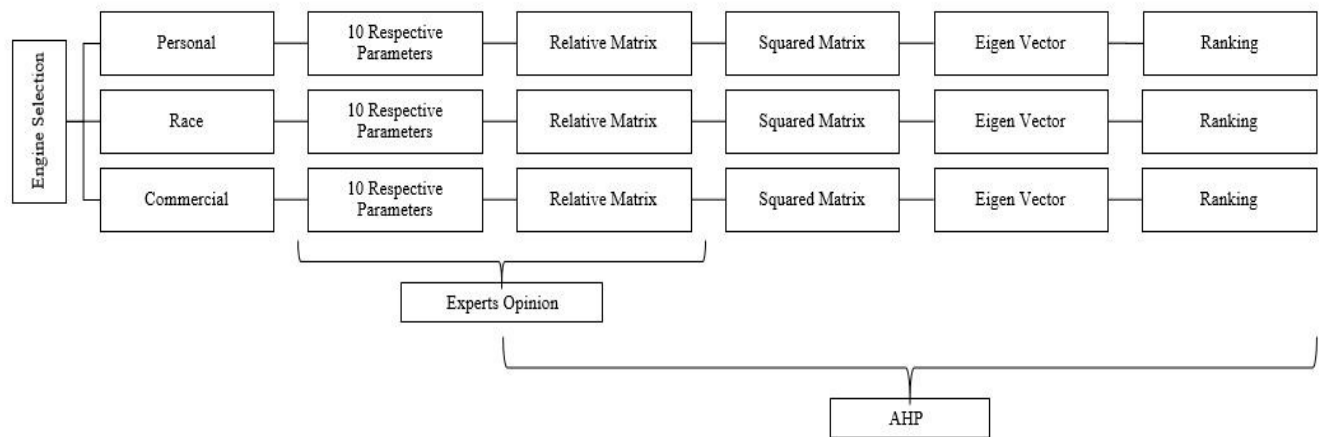 Engine Selection
Personal
10 Respective
Parameters
Relative Matrix
Squared Matrix
Eigen Vector
Ranking
Race
10 Respective
Parameters
Relative Matrix
Squared Matrix
Eigen Vector
Ranking
Commercial
10 Respective
Parameters
Relative Matrix
Squared Matrix
Eigen Vector
Ranking
Experts Opinion
AHP